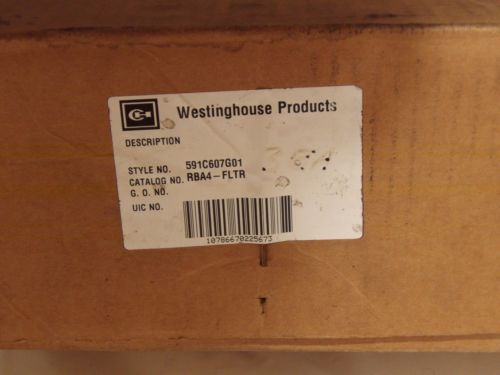 Westinghouse Products
DESCRIPTION
STYLE NO. 591C607G01
CATALOG NO. RBA4-FLTR
G. O. NO.
UIC NO.
10786670225673